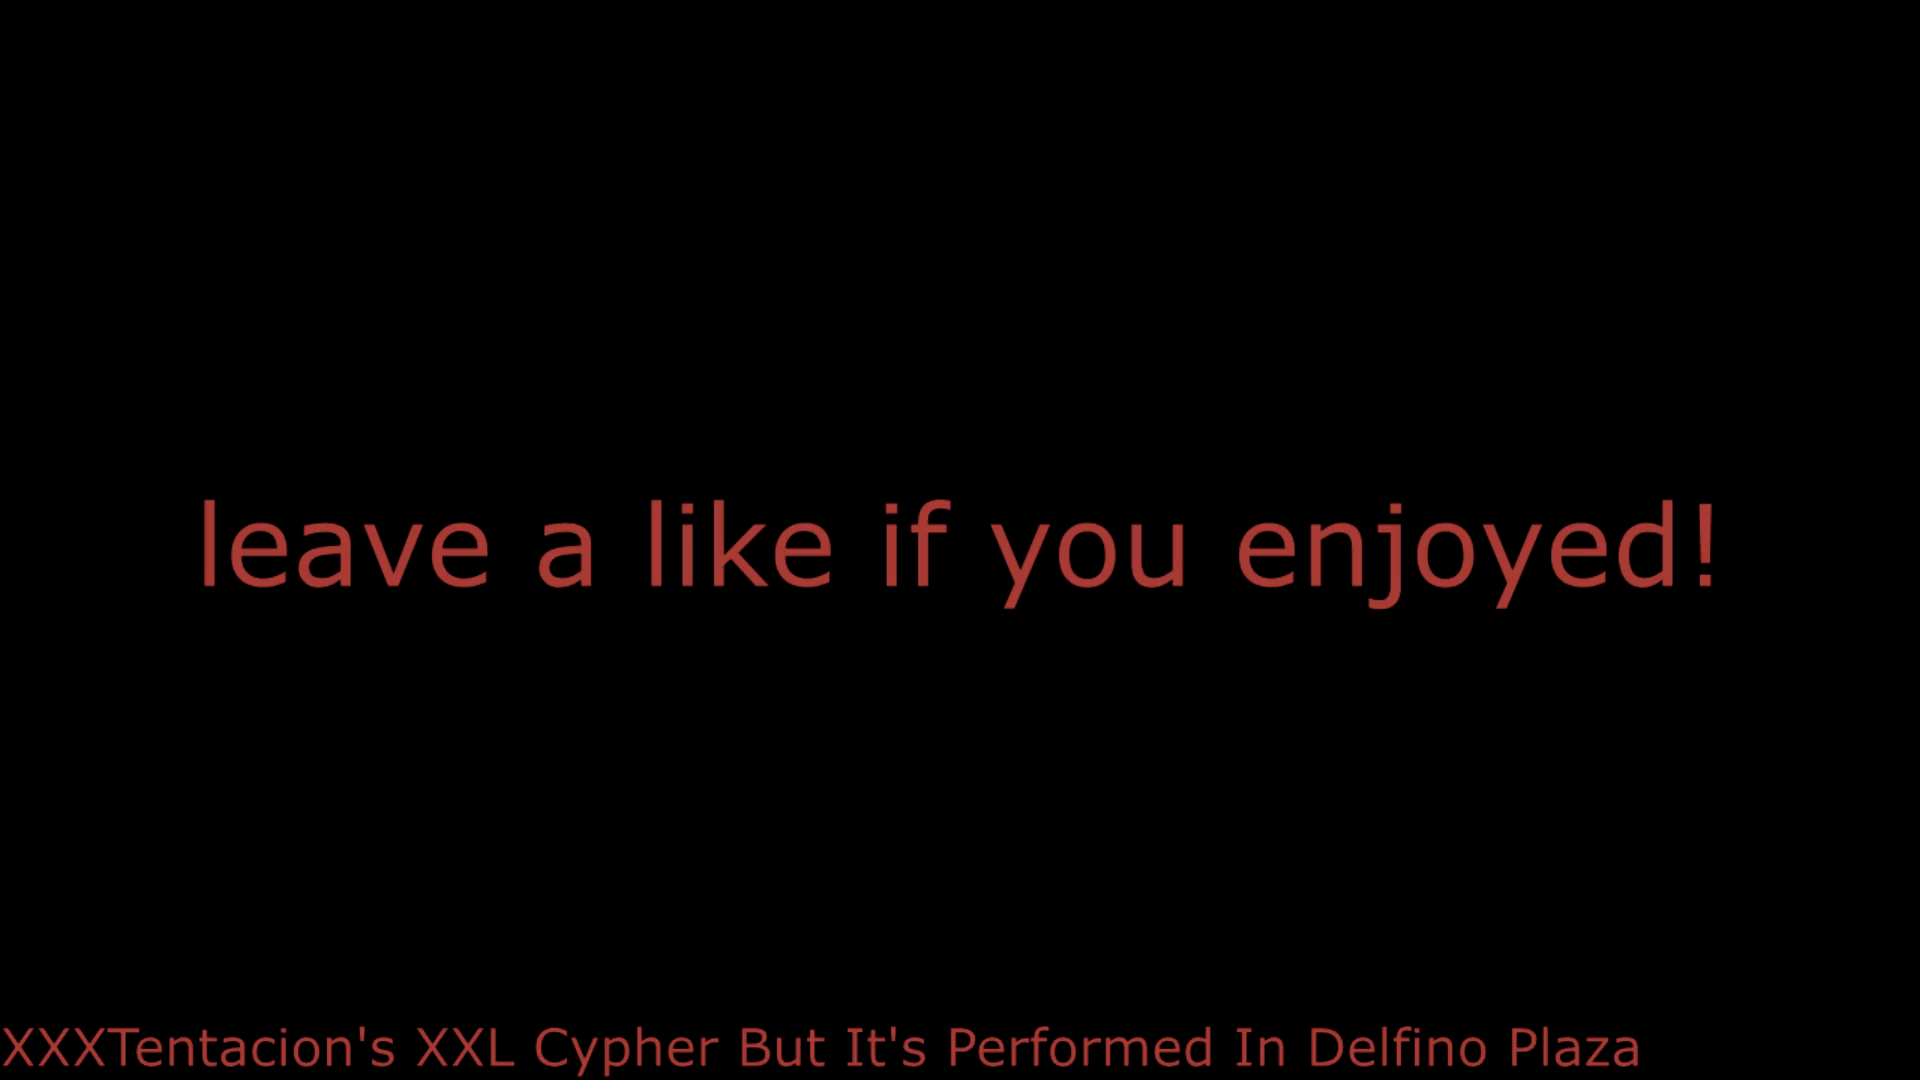 leave a like if you enjoyed!
XXXTentacion's XXL Cypher But It's Performed In Delfino Plaza